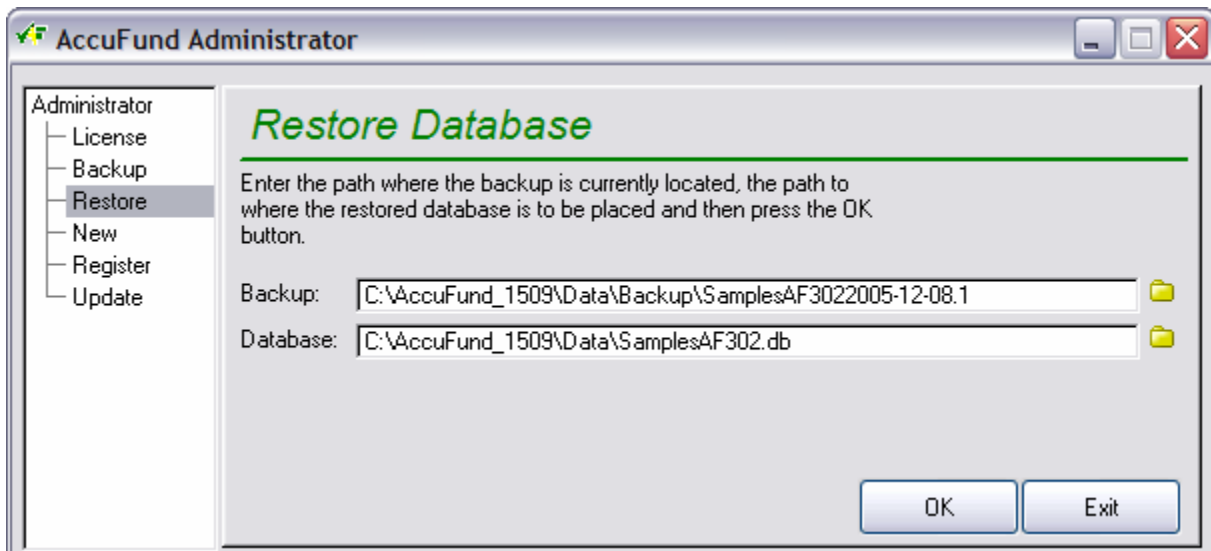 AccuFund Administrator
Administrator
License
Backup
Restore
New
Register
Update
Restore Database
Enter the path where the backup is currently located, the path to
where the restored database is to be placed and then press the OK
button.
Backup: C:\AccuFund_1509\Data\Backup\SamplesAF3022005-12-08.1
Database: C:\AccuFund_1509\Data\SamplesAF302.db
OK Exit